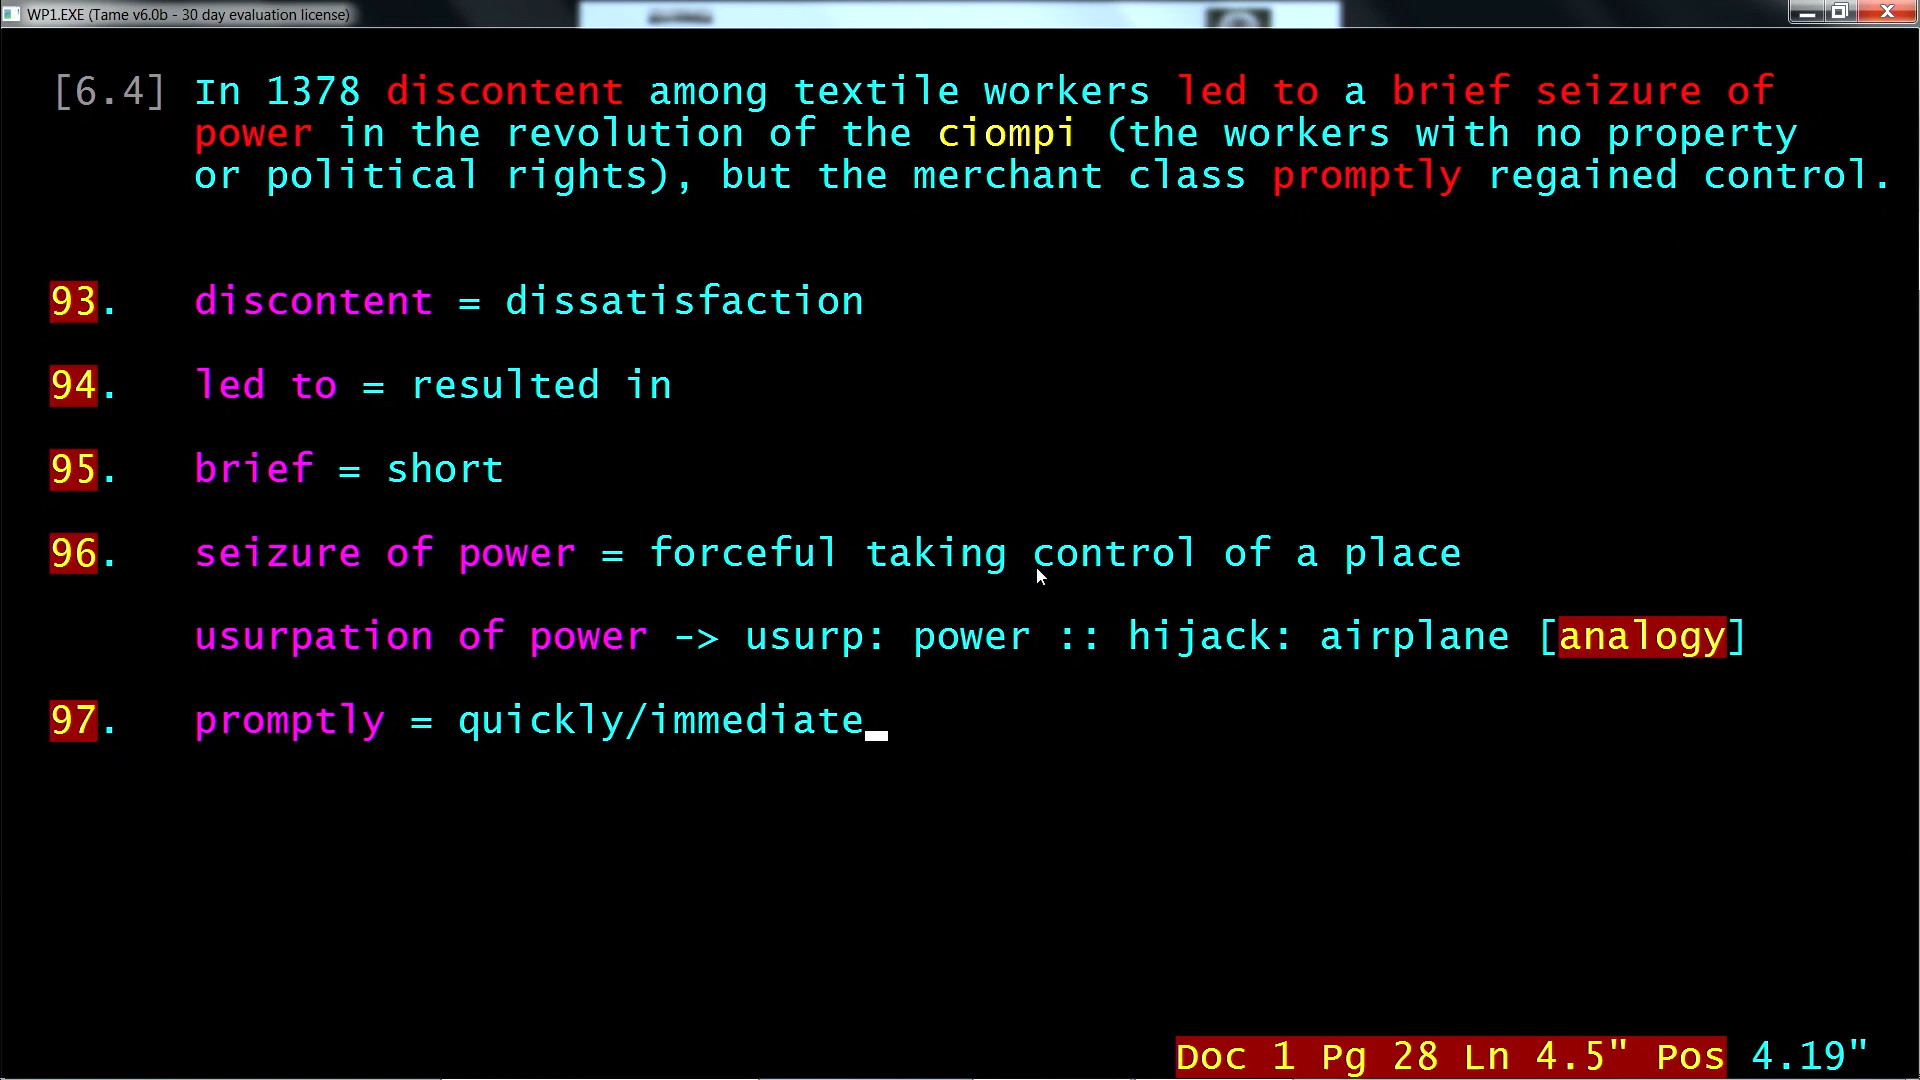 WP1.EXE (Tame v6.0b - 30 day evaluation license)
[6.4] In 1378 discontent among textile workers led to a brief seizure of
power in the revolution of the ciompi (the workers with no property
or political rights), but the merchant class promptly regained control.
93. discontent = dissatisfaction
94. led to = resulted in
95. brief = short
96. seizure of power = forceful taking control of a place
usurpation of power -> usurp: power :: hijack: airplane [analogy]
97. promptly = quickly/immediate
Doc 1 Pg 28 Ln 4.5" Pos 4.19"